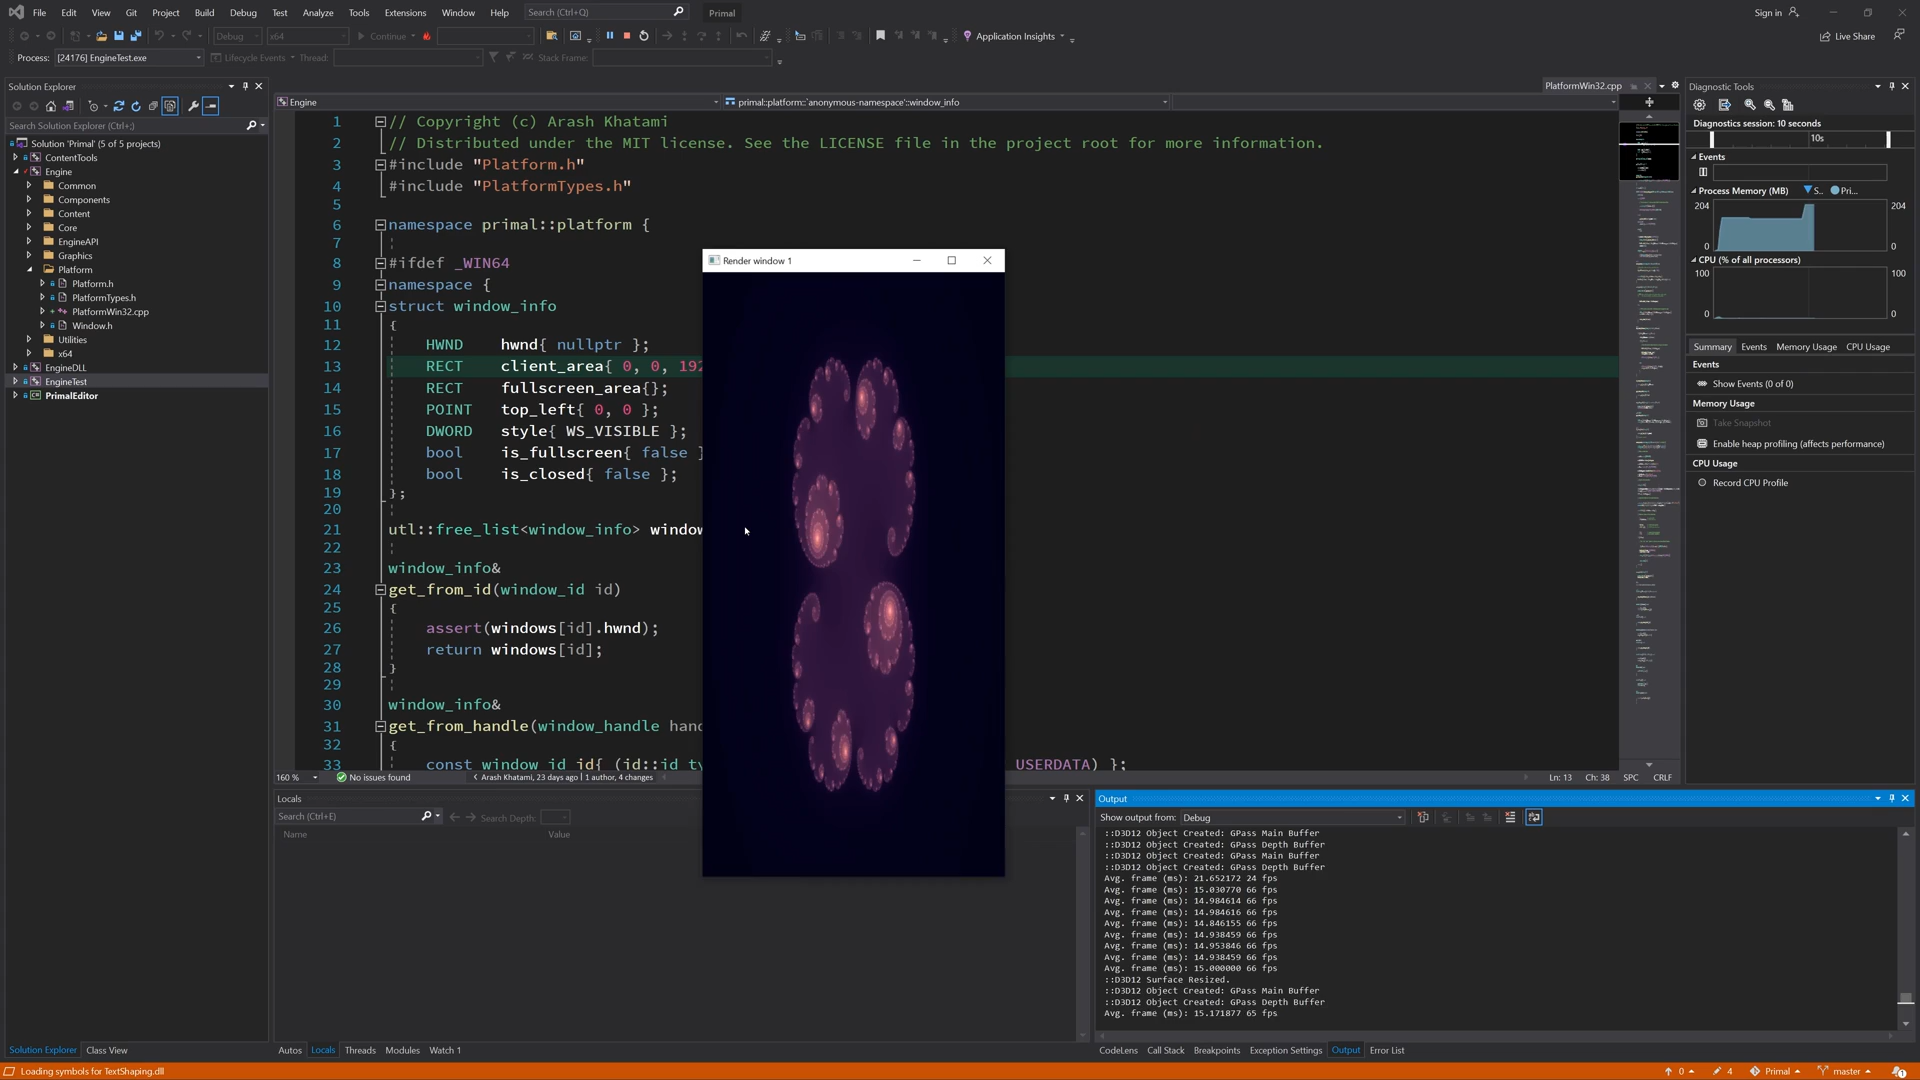 File Edit View Git Project Build Debug Test Analyze Tools Extensions Window Help Search (Ctrl+Q) Primal Sign in
Debug x64 Continue Application Insights Live Share
Process: [24176] EngineTest.exe Lifecycle Events Thread: Stack Frame:
Solution Explorer
Search Solution Explorer (Ctrl+;)
Solution 'Primal' (5 of 5 projects)
ContentTools
Engine
Common
Components
Content
Core
EngineAPI
Graphics
Platform
Platform.h
PlatformTypes.h
PlatformWin32.cpp
Window.h
Utilities
x64
EngineDLL
EngineTest
PrimalEditor
Solution Explorer Class View
PlatformWin32.cpp
Engine primal::platform::`anonymous-namespace'::window_info
1 // Copyright (c) Arash Khatami
2 // Distributed under the MIT license. See the LICENSE file in the project root for more information.
3 #include "Platform.h"
4 #include "PlatformTypes.h"
5
6 namespace primal::platform {
7
8 #ifdef _WIN64
9 namespace {
10 struct window_info
11 {
12 HWND hwnd{ nullptr };
13 RECT client_area{ 0, 0, 192
14 RECT fullscreen_area{};
15 POINT top_left{ 0, 0 };
16 DWORD style{ WS_VISIBLE };
17 bool is_fullscreen{ false }
18 bool is_closed{ false };
19 };
20
21 utl::free_list<window_info> window
22
23 window_info&
24 get_from_id(window_id id)
25 {
26 assert(windows[id].hwnd);
27 return windows[id];
28 }
29
30 window_info&
31 get_from_handle(window_handle hand
32 {
33 const window_id id{ (id::id_ty USERDATA) };
Render window 1
160 % No issues found Arash Khatami, 23 days ago | 1 author, 4 changes Ln: 13 Ch: 38 SPC CRLF
Locals
Search (Ctrl+E) Search Depth:
Name Value
Autos Locals Threads Modules Watch 1
Output
Show output from: Debug
::D3D12 Object Created: GPass Main Buffer
::D3D12 Object Created: GPass Depth Buffer
::D3D12 Object Created: GPass Main Buffer
::D3D12 Object Created: GPass Depth Buffer
Avg. frame (ms): 21.652172 24 fps
Avg. frame (ms): 15.030770 66 fps
Avg. frame (ms): 14.984614 66 fps
Avg. frame (ms): 14.984616 66 fps
Avg. frame (ms): 14.846155 66 fps
Avg. frame (ms): 14.938459 66 fps
Avg. frame (ms): 14.953846 66 fps
Avg. frame (ms): 14.938459 66 fps
Avg. frame (ms): 15.000000 66 fps
::D3D12 Surface Resized.
::D3D12 Object Created: GPass Main Buffer
::D3D12 Object Created: GPass Depth Buffer
Avg. frame (ms): 15.171877 65 fps
CodeLens Call Stack Breakpoints Exception Settings Output Error List
Diagnostic Tools
Diagnostics session: 10 seconds
10s
Events
Process Memory (MB) S.. Pri...
204 204
0 0
CPU (% of all processors)
100 100
0 0
Summary Events Memory Usage CPU Usage
Events
Show Events (0 of 0)
Memory Usage
Take Snapshot
Enable heap profiling (affects performance)
CPU Usage
Record CPU Profile
Loading symbols for TextShaping.dll 0 4 Primal master 1